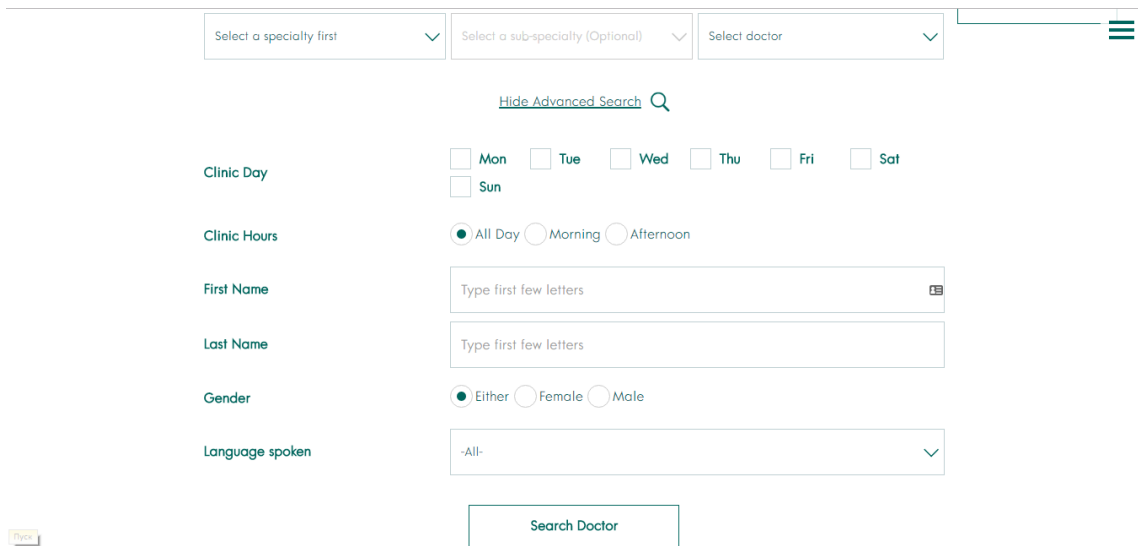 Select a specialty first Select a sub-specialty (Optional) Select doctor
Hide Advanced Search
Clinic Day Mon Tue Wed Thu Fri Sat
Sun
Clinic Hours All Day Morning Afternoon
First Name Type first few letters
Last Name Type first few letters
Gender Either Female Male
Language spoken -All-
Search Doctor
Пуск